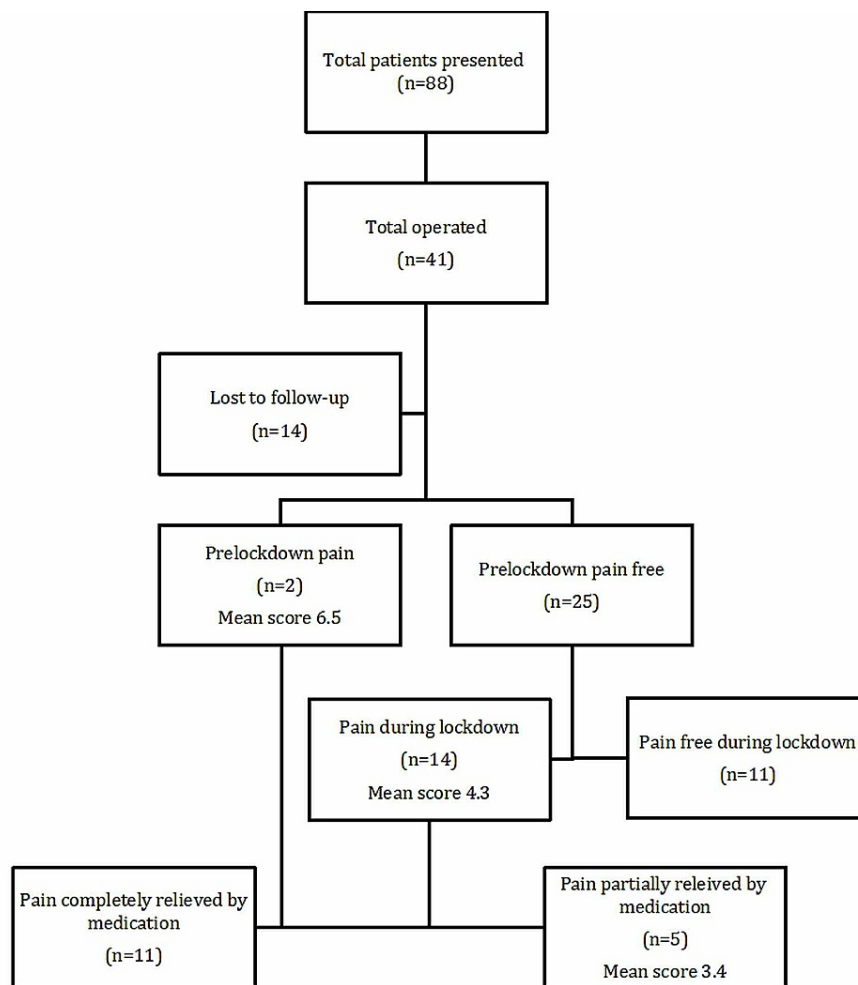 Total patients presented
(n=88)
Total operated
(n=41)
Lost to follow-up
(n=14)
Prelockdown pain
(n=2)
Mean score 6.5
Prelockdown pain free
(n=25)
Pain during lockdown
(n=14)
Mean score 4.3
Pain free during lockdown
(n=11)
Pain completely relieved by
medication
(n=11)
Pain partially releived by
medication
(n=5)
Mean score 3.4